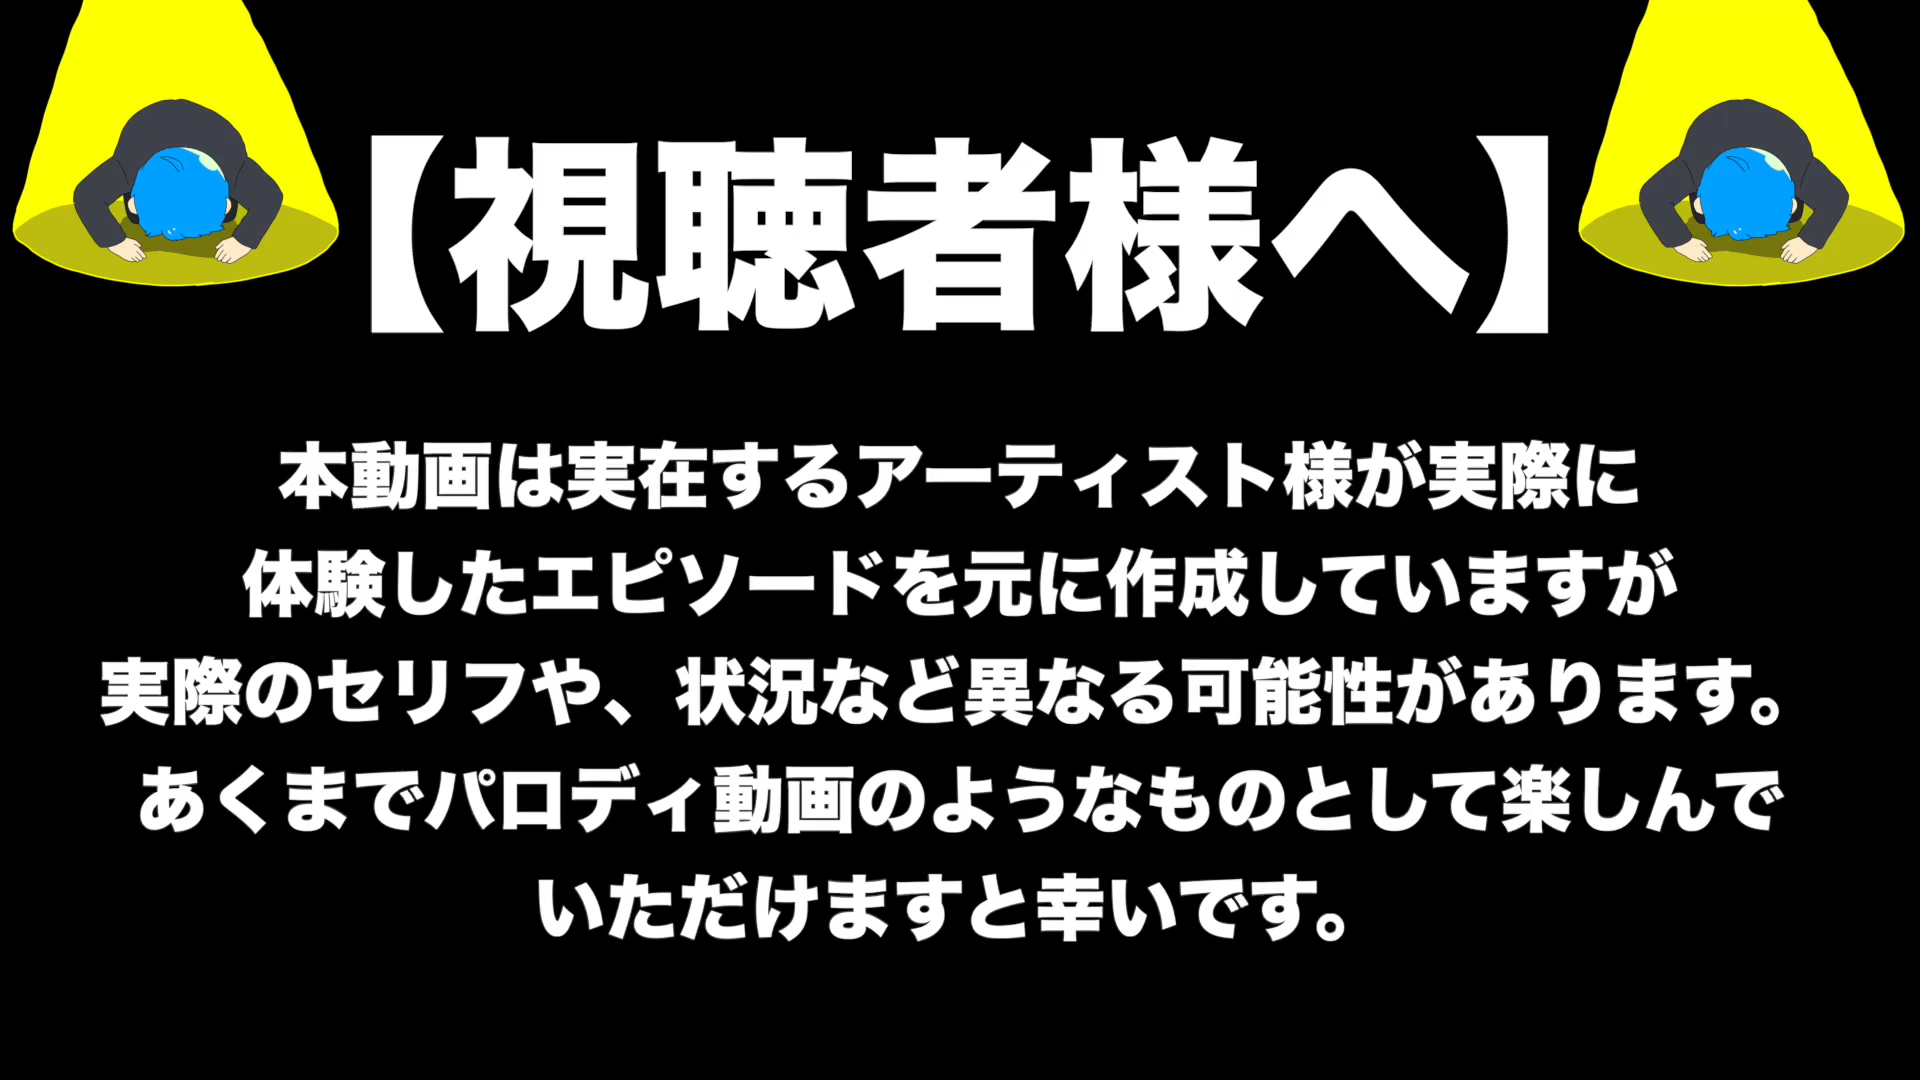 【視聴者様へ】
本動画は実在するアーティスト様が実際に
体験したエピソードを元に作成していますが
実際のセリフや、状況など異なる可能性があります。
あくまでパロディ動画のようなものとして楽しんで
いただけますと幸いです。